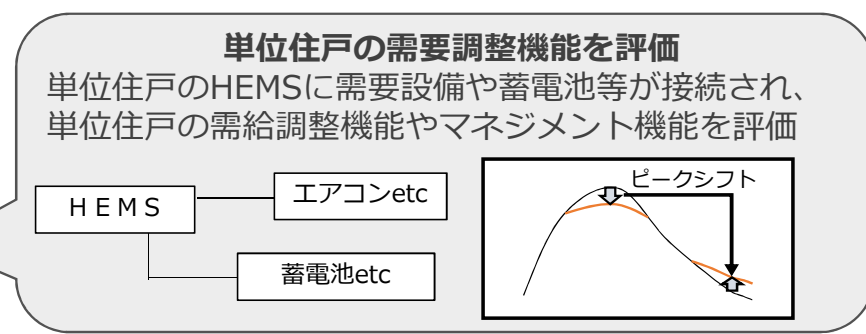 単位住戸の需要調整機能を評価
単位住戸のHEMSに需要設備や蓄電池等が接続され、
単位住戸の需給調整機能やマネジメント機能を評価
ＨＥＭＳ
エアコンetc
蓄電池etc
ピークシフト